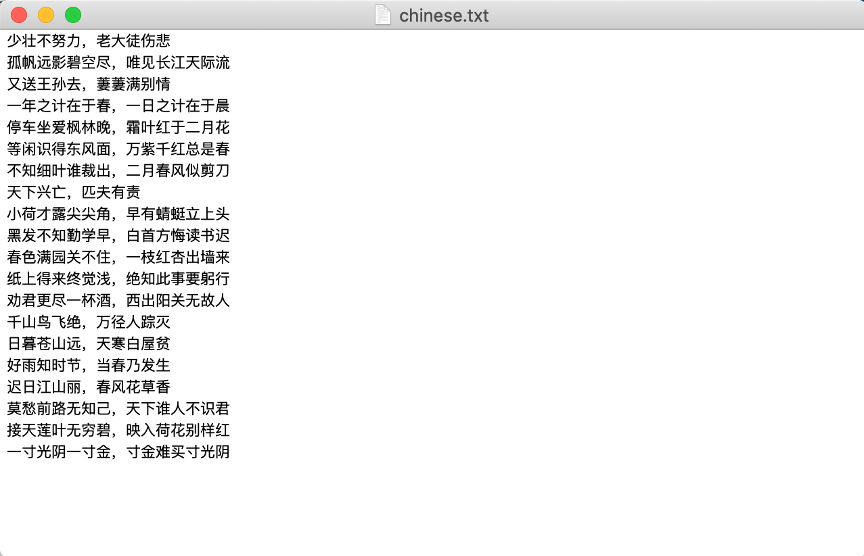 chinese.txt
少壮不努力，老大徒伤悲
孤帆远影碧空尽，唯见长江天际流
又送王孙去，萋萋满别情
一年之计在于春，一日之计在于晨
停车坐爱枫林晚，霜叶红于二月花
等闲识得东风面，万紫千红总是春
不知细叶谁裁出，二月春风似剪刀
天下兴亡，匹夫有责
小荷才露尖尖角，早有蜻蜓立上头
黑发不知勤学早，白首方悔读书迟
春色满园关不住，一枝红杏出墙来
纸上得来终觉浅，绝知此事要躬行
劝君更尽一杯酒，西出阳关无故人
千山鸟飞绝，万径人踪灭
日暮苍山远，天寒白屋贫
好雨知时节，当春乃发生
迟日江山丽，春风花草香
莫愁前路无知己，天下谁人不识君
接天莲叶无穷碧，映入荷花别样红
一寸光阴一寸金，寸金难买寸光阴